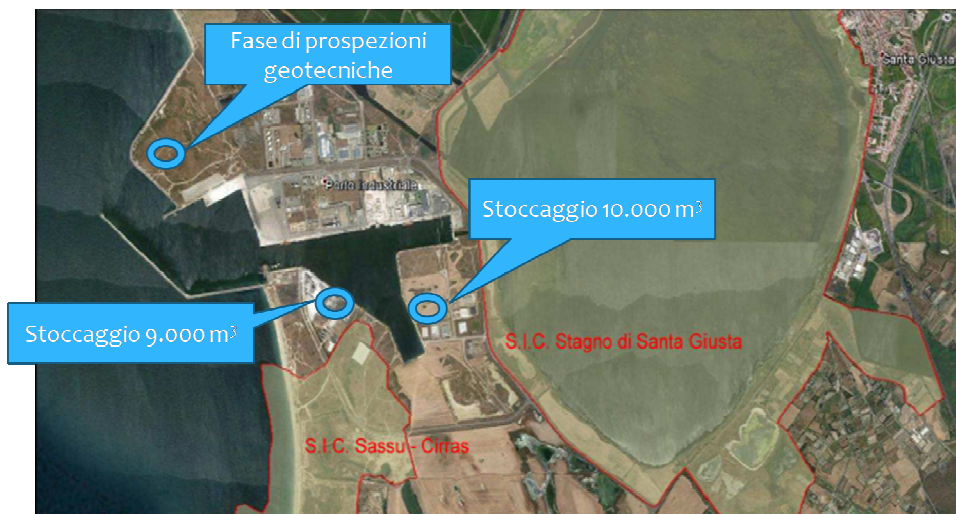 Fase di prospezioni
geotecniche
Santa Giusta
Porto Industriale
Stoccaggio 10.000 m³
Stoccaggio 9.000 m³
S.I.C. Stagno di Santa Giusta
S.I.C. Sassu - Cirras